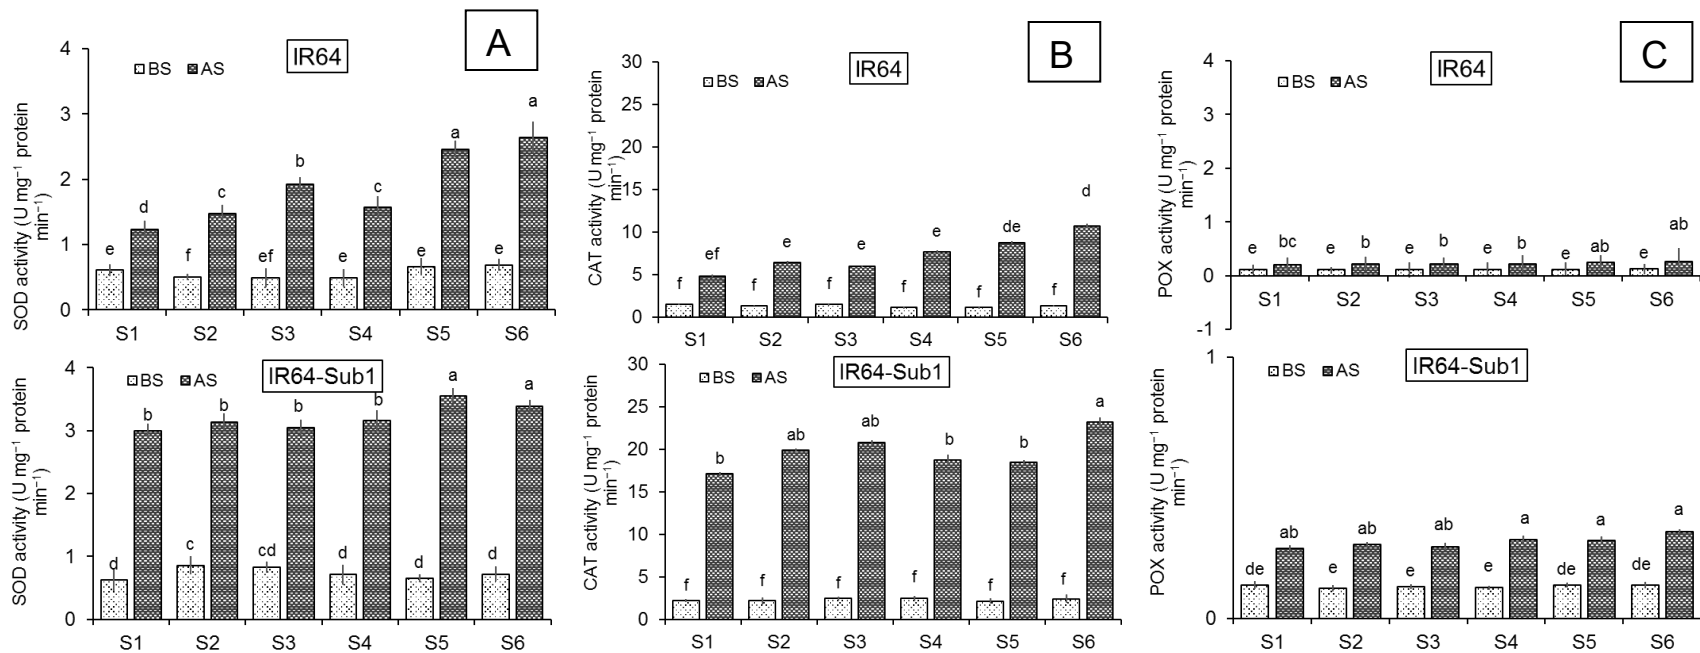 A
IR64
BS AS
SOD activity (U mg⁻¹ protein
min⁻¹)
4
3
2
1
0
e d f c ef b e c e a e a
S1 S2 S3 S4 S5 S6
B
IR64
BS AS
CAT activity (U mg⁻¹ protein
min⁻¹)
30
25
20
15
10
5
0
f ef f e f e f e f de f d
S1 S2 S3 S4 S5 S6
C
IR64
BS AS
POX activity (U mg⁻¹ protein
min⁻¹)
4
3
2
1
0
-1
e bc e b e b e b e ab e ab
S1 S2 S3 S4 S5 S6
IR64-Sub1
BS AS
SOD activity (U mg⁻¹ protein
min⁻¹)
4
3
2
1
0
d b c b cd b d b d a d a
S1 S2 S3 S4 S5 S6
IR64-Sub1
BS AS
CAT activity (U mg⁻¹ protein
min⁻¹)
30
25
20
15
10
5
0
f b f ab f ab f b f b f a
S1 S2 S3 S4 S5 S6
IR64-Sub1
BS AS
POX activity (U mg⁻¹ protein
min⁻¹)
1
0
de ab e ab e ab e a de a de a
S1 S2 S3 S4 S5 S6